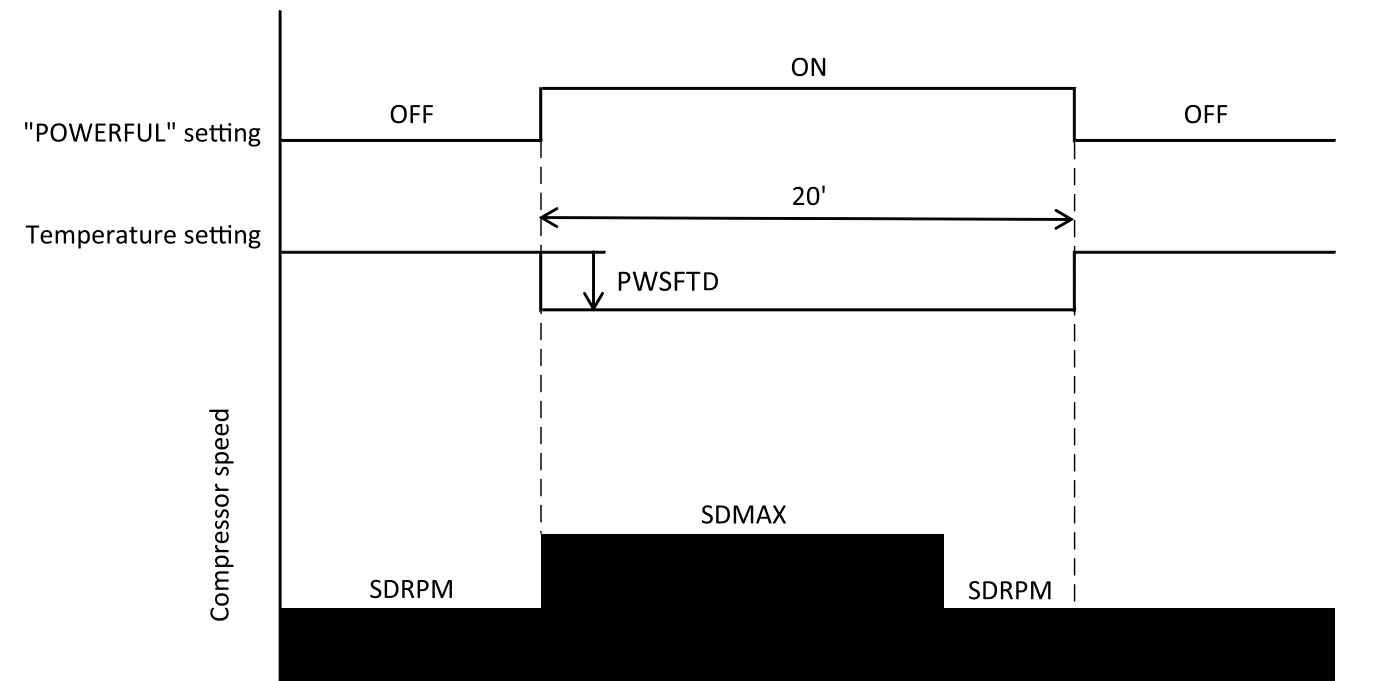 ON
OFF
OFF
"POWERFUL" setting
20'
Temperature setting
PWSFTD
Compressor speed
SDMAX
SDRPM
SDRPM